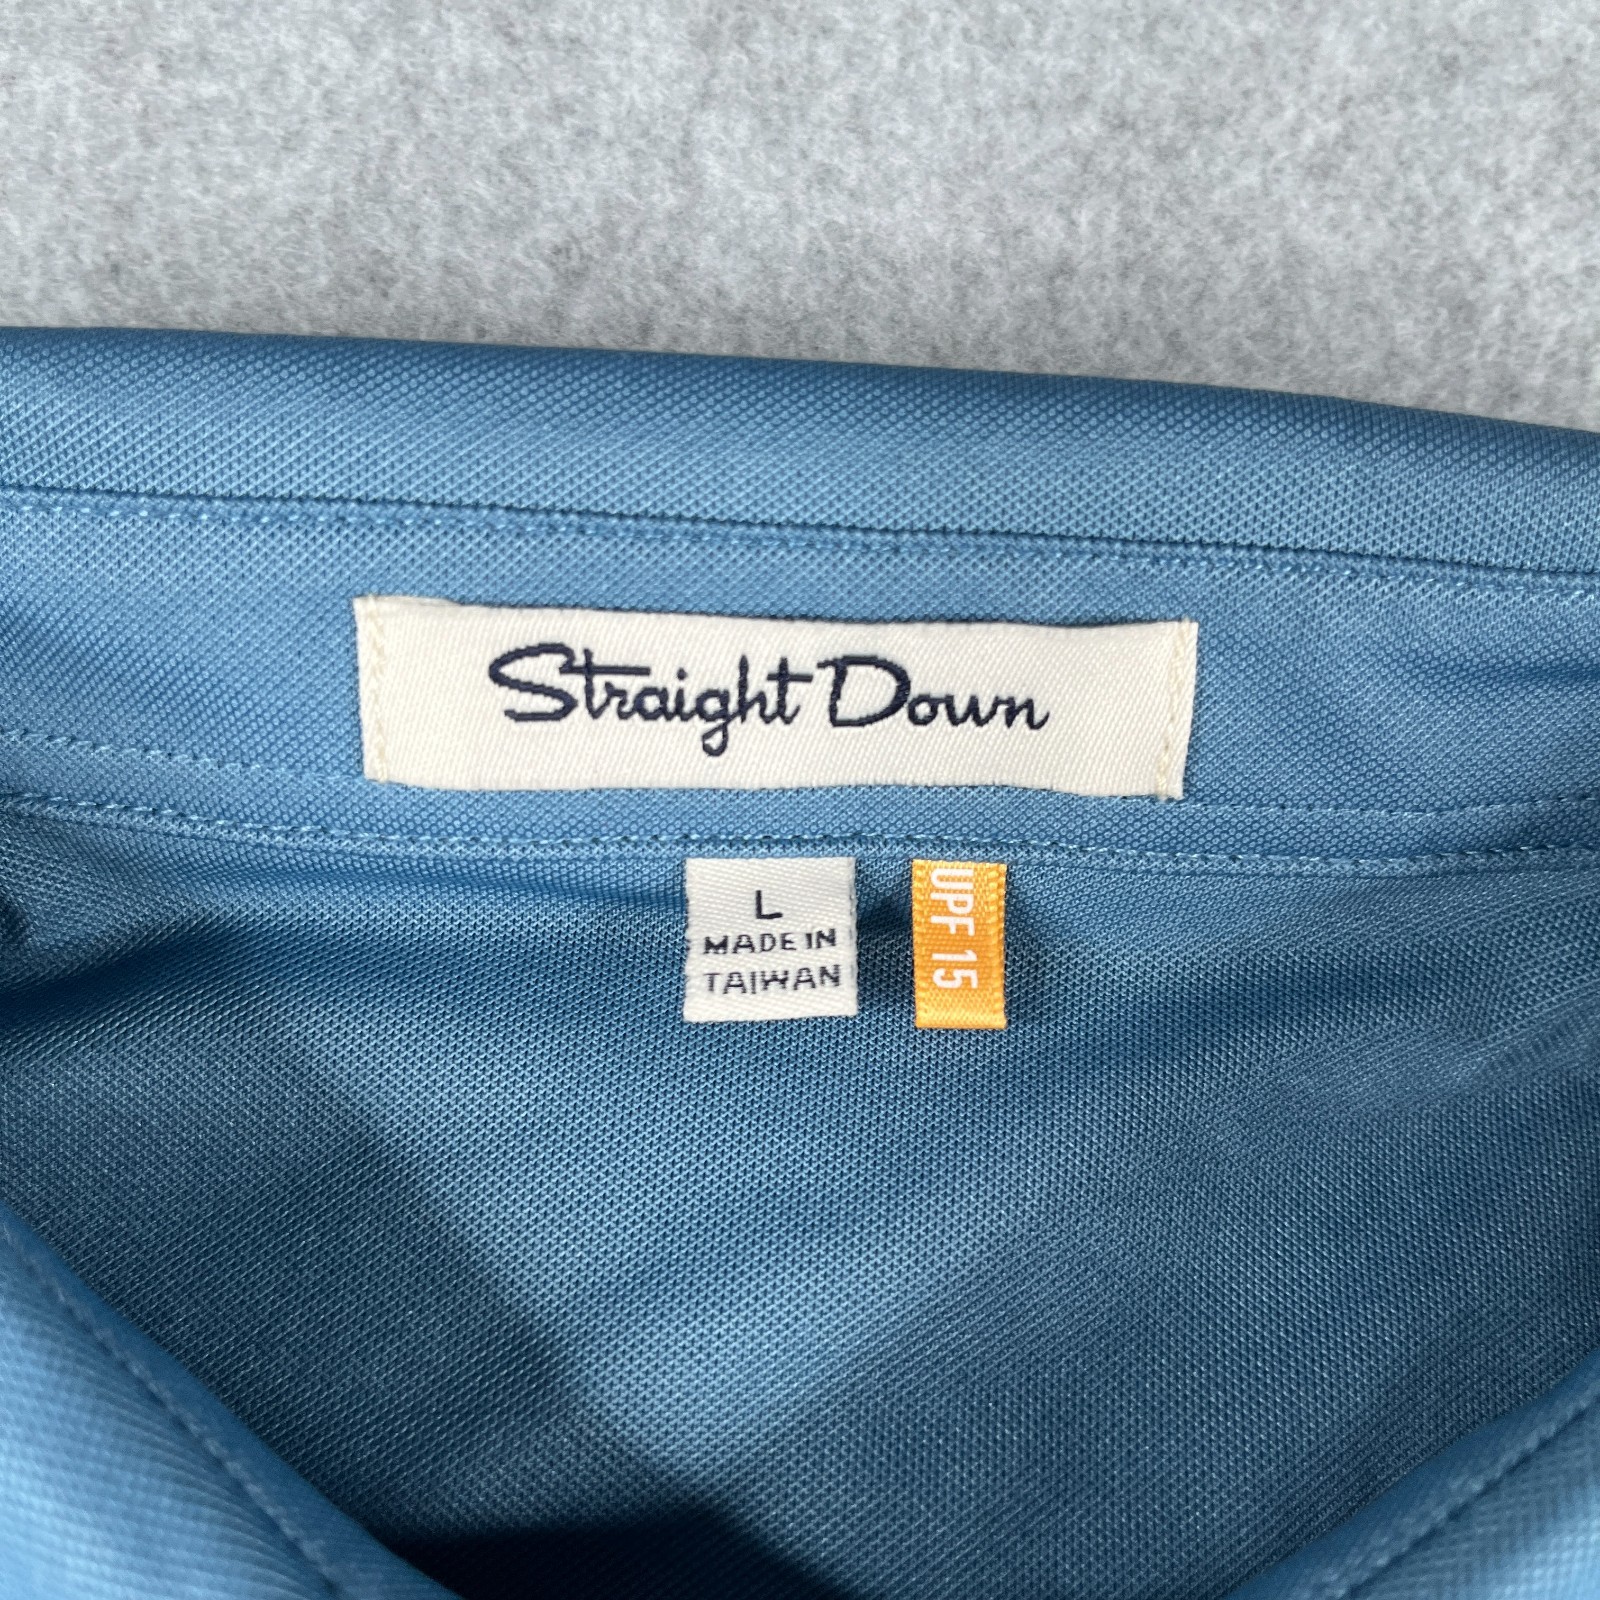 Straight Down
L
MADE IN
TAIWAN
UPF 15